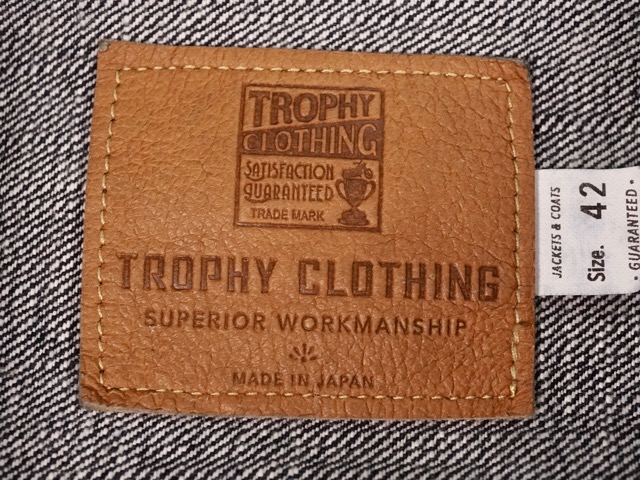 TROPHY
CLOTHING
SATISFACTION
GUARANTEED
TRADE MARK
TROPHY CLOTHING
SUPERIOR WORKMANSHIP
MADE IN JAPAN
JACKETS & COATS
Size. 42
• GUARANTEED •